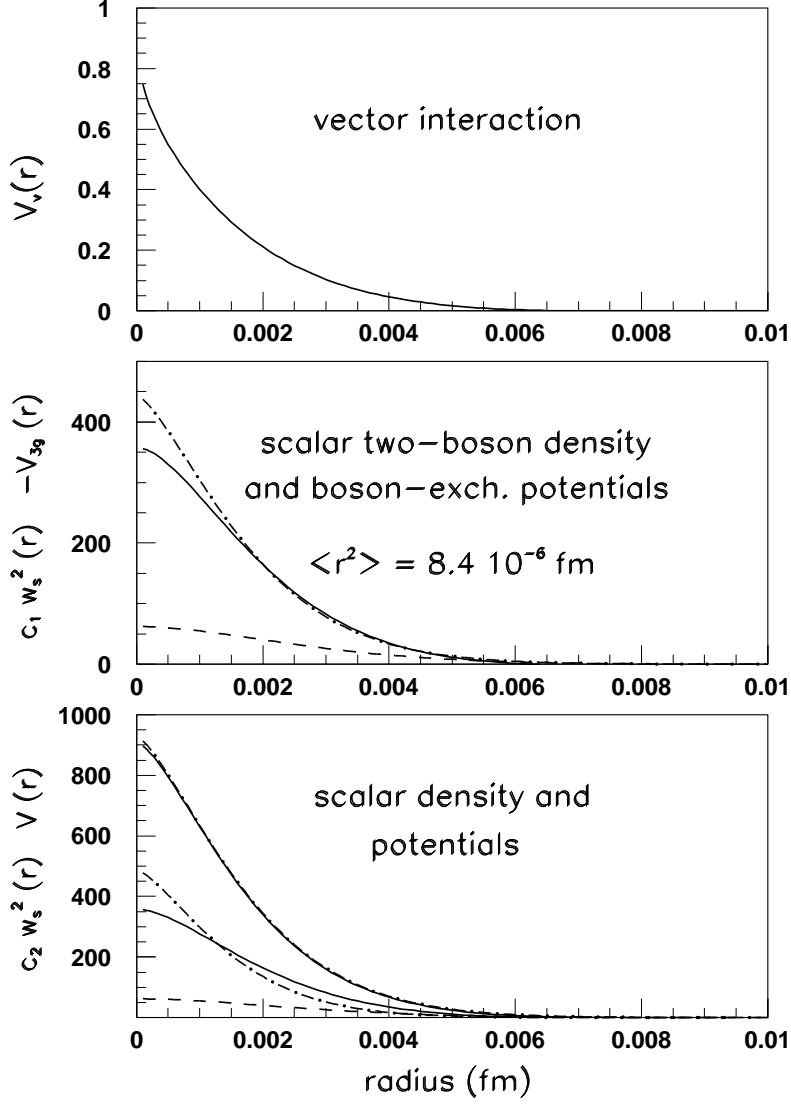 1
0.8
0.6
0.4
0.2
0
V_v(r)
vector interaction
0 0.002 0.004 0.006 0.008 0.01
400
200
0
c_1 w_s^2 (r) −V_3g (r)
scalar two−boson density
and boson−exch. potentials
<r^2> = 8.4 10^-6 fm
0 0.002 0.004 0.006 0.008 0.01
1000
800
600
400
200
c_2 w_s^2 (r) V (r)
scalar density and
potentials
0 0.002 0.004 0.006 0.008 0.01
radius (fm)